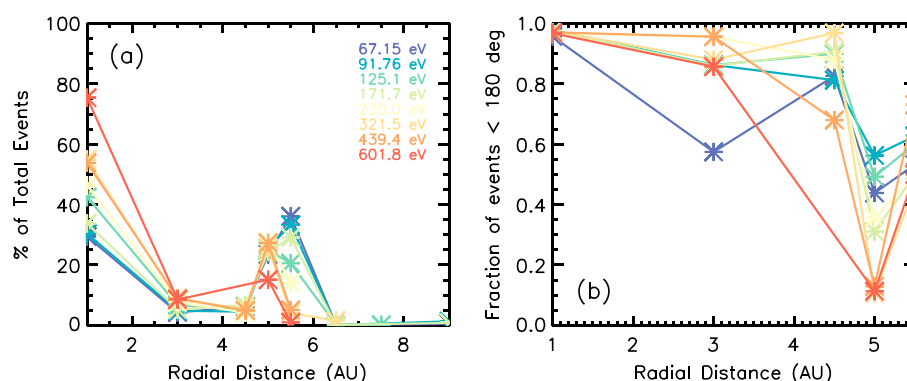 100
80
60
40
20
0
% of Total Events
(a)
67.15 eV
91.76 eV
125.1 eV
171.7 eV
235.0 eV
321.5 eV
439.4 eV
601.8 eV
2 4 6 8
Radial Distance (AU)
1.0
0.8
0.6
0.4
0.2
0.0
Fraction of events < 180 deg
(b)
1 2 3 4 5
Radial Distance (AU)